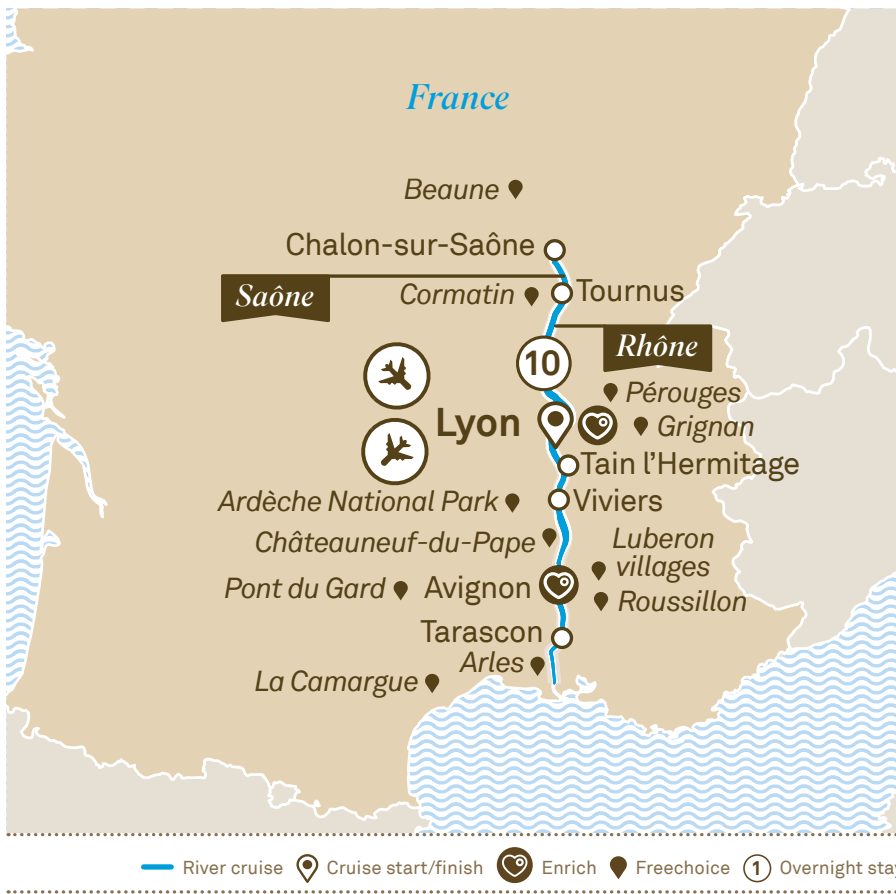 France
Beaune
Chalon-sur-Saône
Saône
Cormatin
Tournus
Rhône
10
Pérouges
Lyon
Grignan
Tain l'Hermitage
Ardèche National Park
Viviers
Châteauneuf-du-Pape
Luberon
villages
Pont du Gard
Avignon
Roussillon
Tarascon
Arles
La Camargue
River cruise Cruise start/finish Enrich Freechoice 1 Overnight